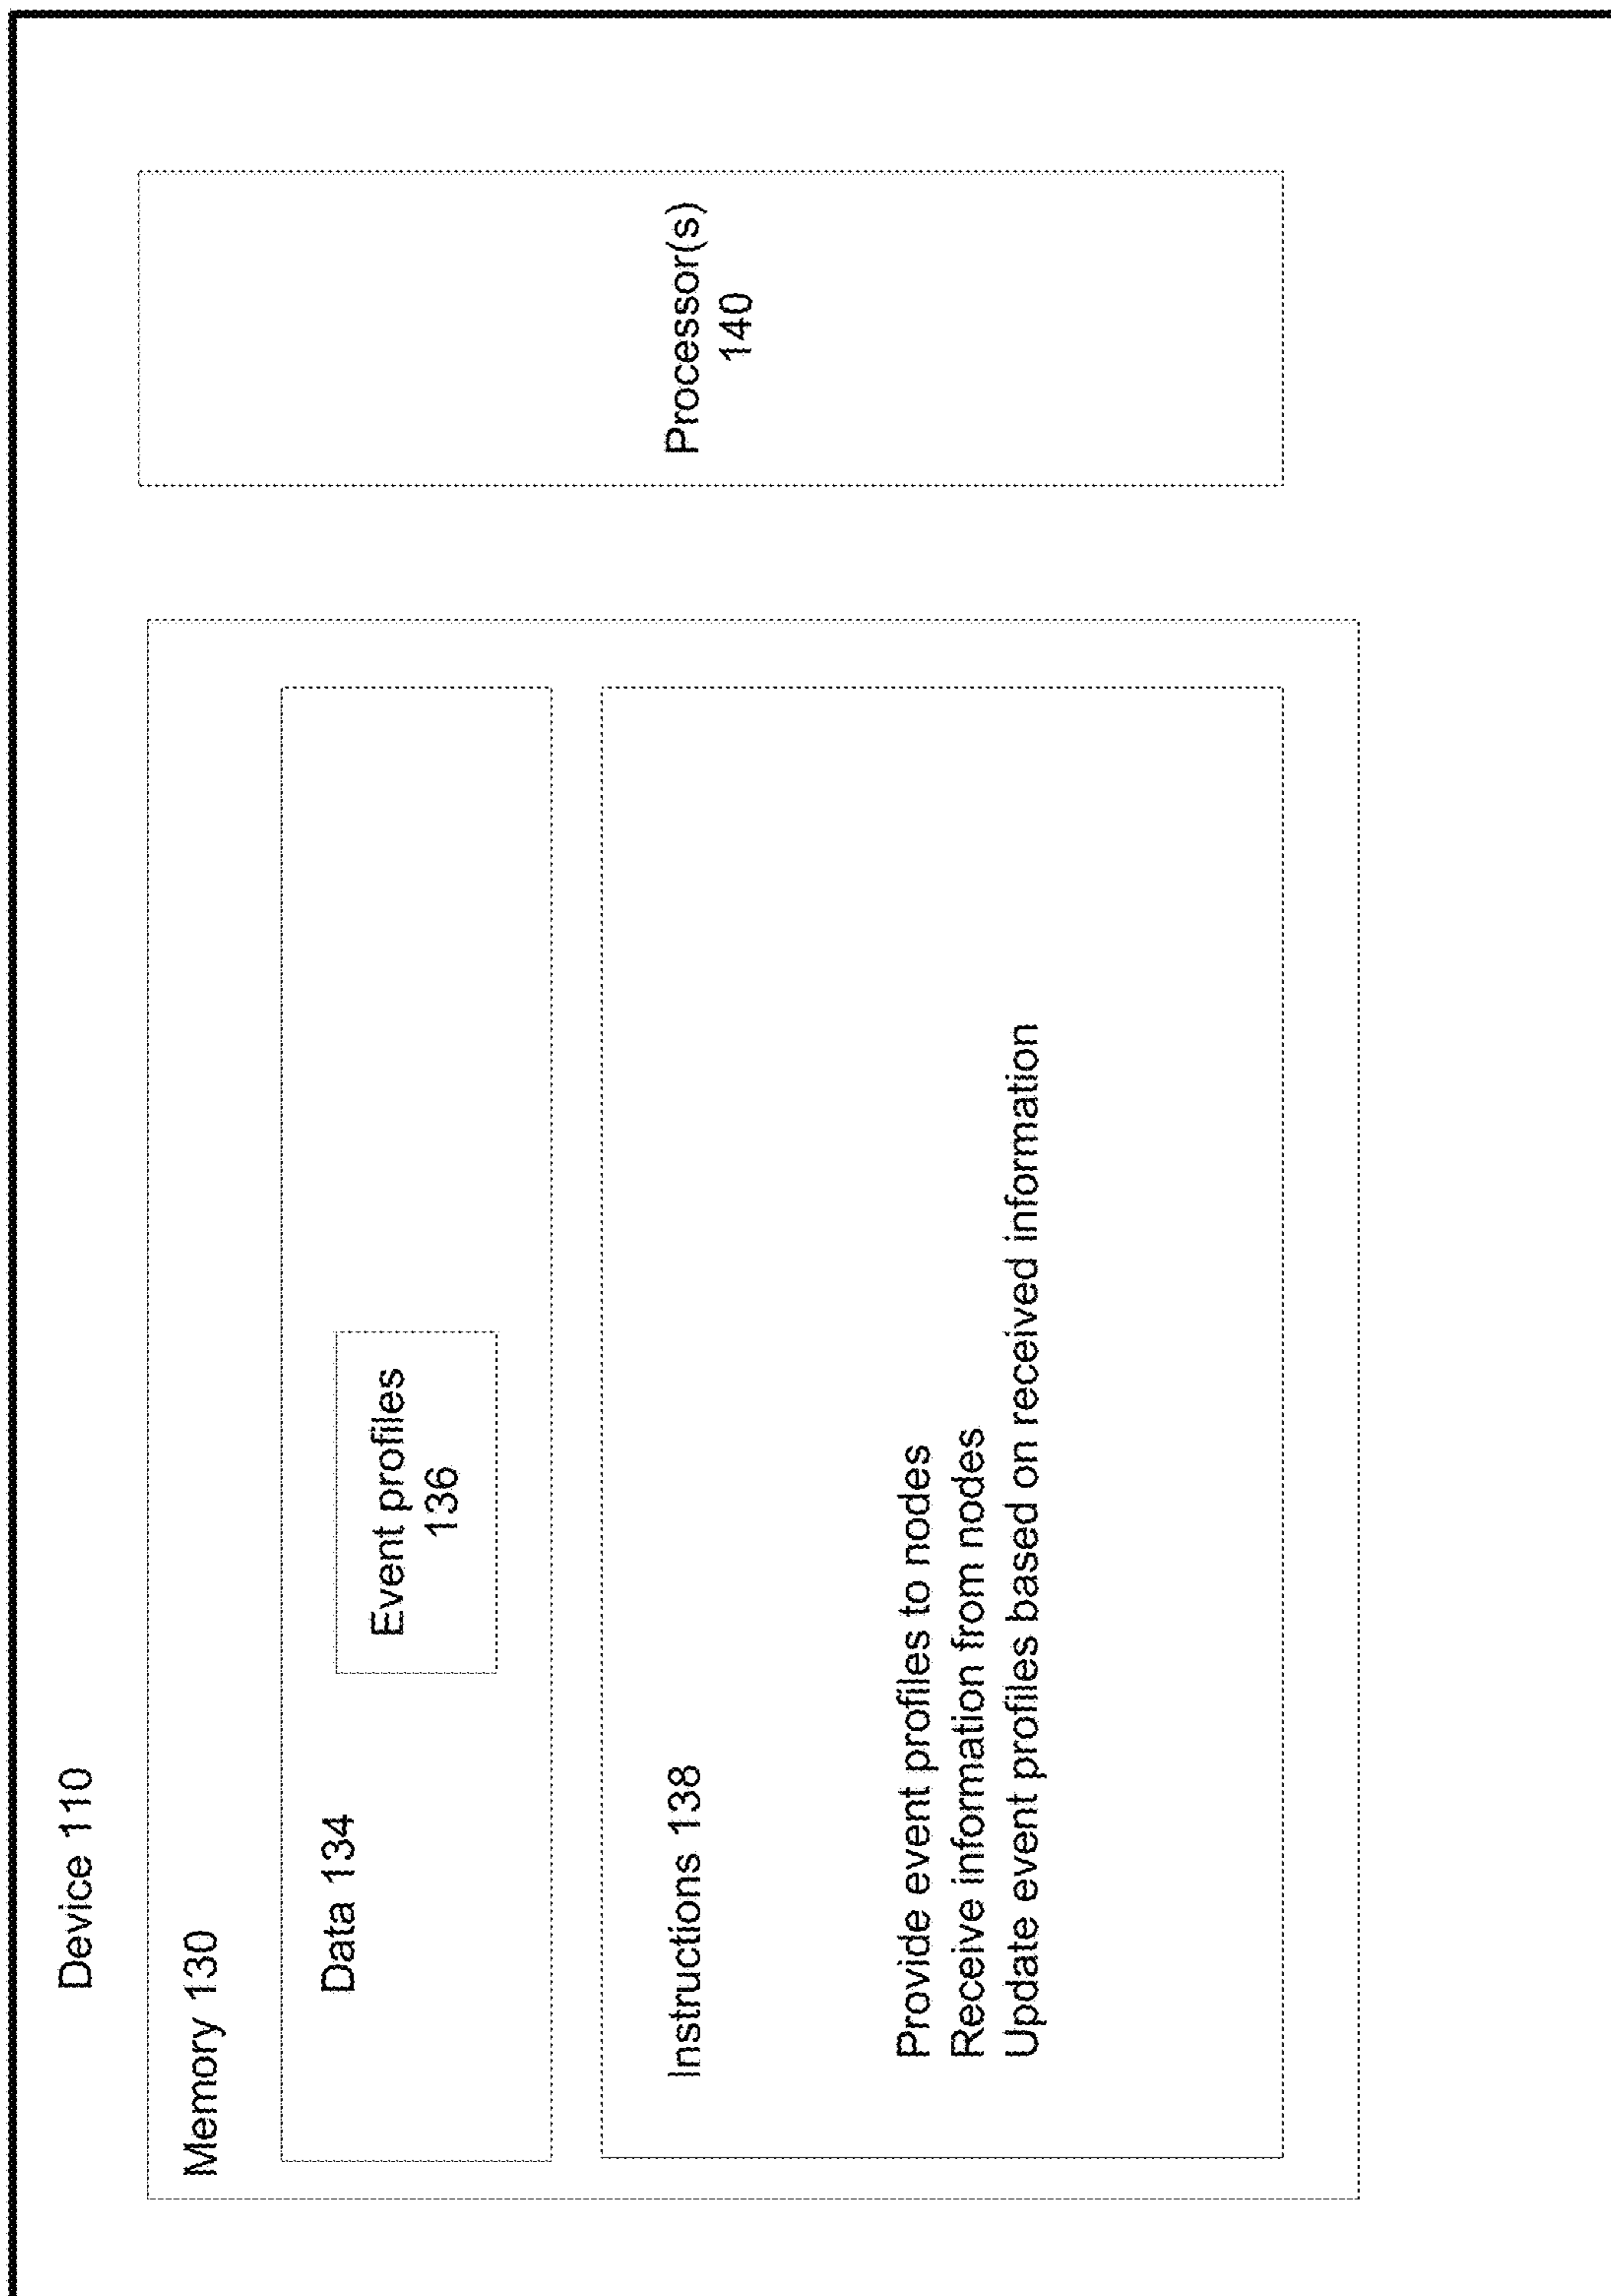 Device 110
Memory 130
Data 134
Event profiles
136
Instructions 138
Provide event profiles to nodes
Receive information from nodes
Update event profiles based on received information
Processor(s)
140